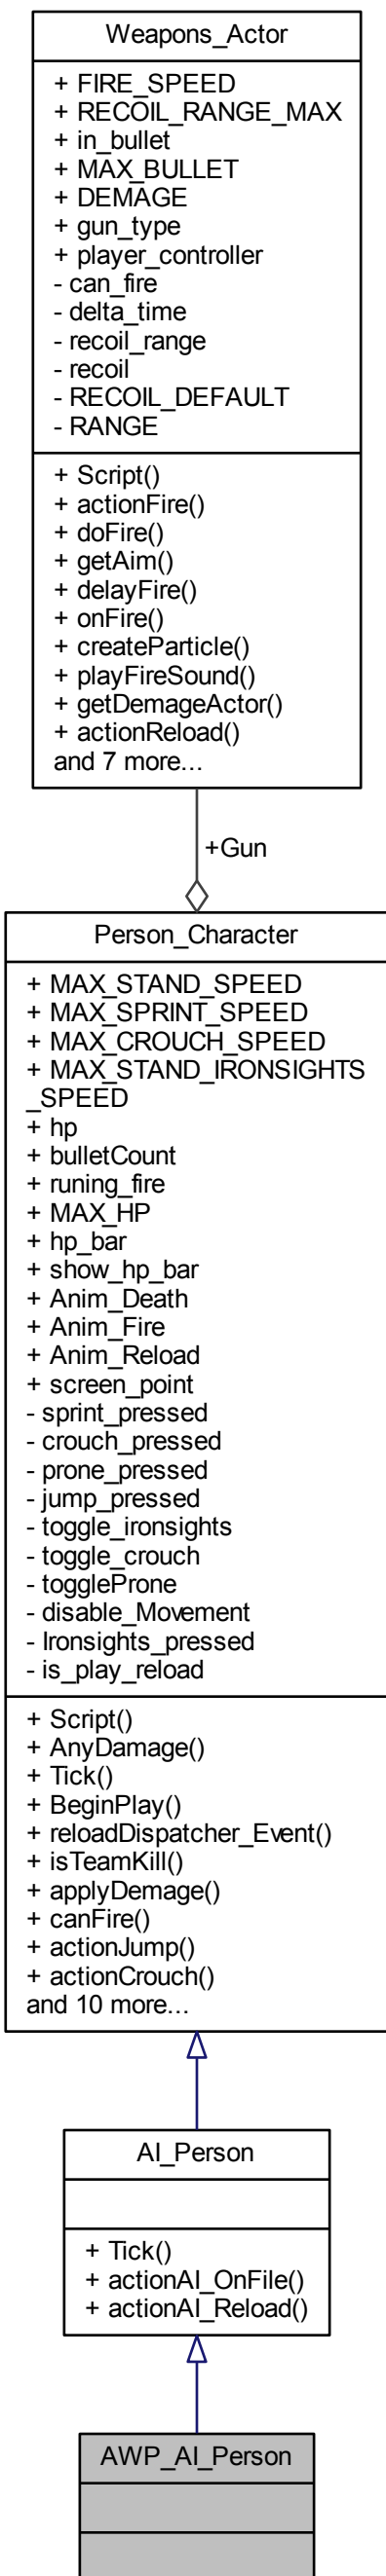 Weapons_Actor
+ FIRE_SPEED
+ RECOIL_RANGE_MAX
+ in_bullet
+ MAX_BULLET
+ DEMAGE
+ gun_type
+ player_controller
- can_fire
- delta_time
- recoil_range
- recoil
- RECOIL_DEFAULT
- RANGE
+ Script()
+ actionFire()
+ doFire()
+ getAim()
+ delayFire()
+ onFire()
+ createParticle()
+ playFireSound()
+ getDemageActor()
+ actionReload()
and 7 more...
+Gun
Person_Character
+ MAX_STAND_SPEED
+ MAX_SPRINT_SPEED
+ MAX_CROUCH_SPEED
+ MAX_STAND_IRONSIGHTS
_SPEED
+ hp
+ bulletCount
+ runing_fire
+ MAX_HP
+ hp_bar
+ show_hp_bar
+ Anim_Death
+ Anim_Fire
+ Anim_Reload
+ screen_point
- sprint_pressed
- crouch_pressed
- prone_pressed
- jump_pressed
- toggle_ironsights
- toggle_crouch
- toggleProne
- disable_Movement
- Ironsights_pressed
- is_play_reload
+ Script()
+ AnyDamage()
+ Tick()
+ BeginPlay()
+ reloadDispatcher_Event()
+ isTeamKill()
+ applyDemage()
+ canFire()
+ actionJump()
+ actionCrouch()
and 10 more...
AI_Person
+ Tick()
+ actionAI_OnFile()
+ actionAI_Reload()
AWP_AI_Person